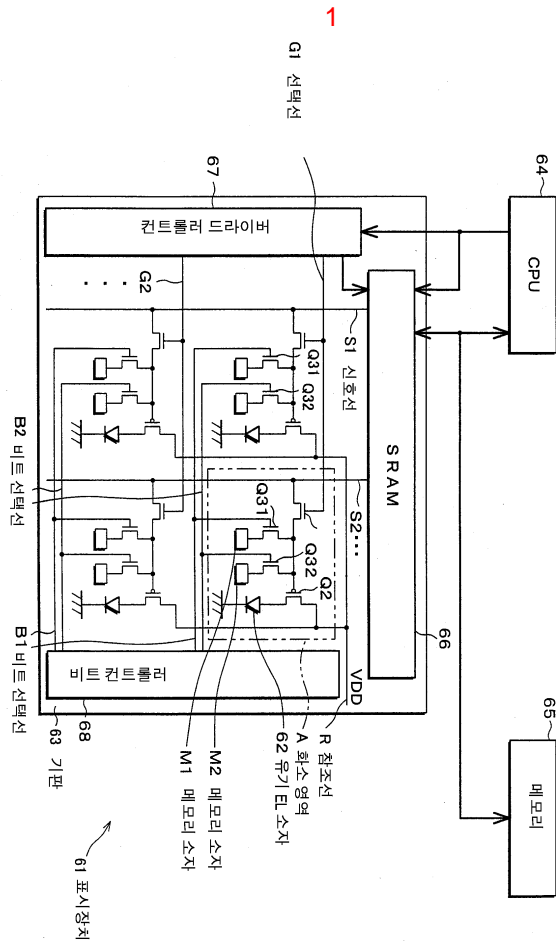 1
G1 선택선
67
64
컨트롤러 드라이버
CPU
G2
...
S1 신호선
Q31
Q32
SRAM
B2 비트 선택선
S2...
Q31
Q32
Q2
66
B1 비트 선택선
비트 컨트롤러
VDD
65
메모리
63 기판
68
M1 메모리 소자
M2 메모리 소자
62 유기 EL 소자
A 화소 영역
R 참조선
61 표시장치